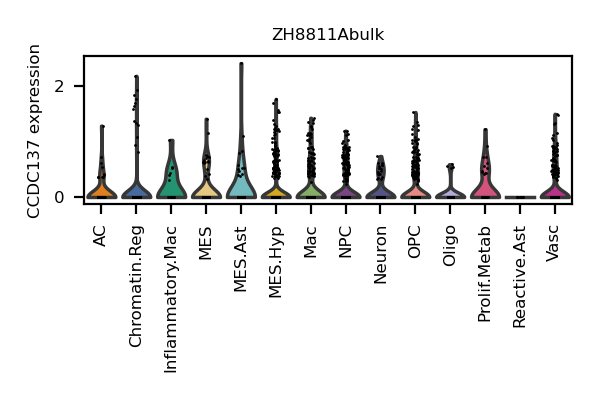 ZH8811Abulk
CCDC137 expression
2
0
AC
Chromatin.Reg
Inflammatory.Mac
MES
MES.Ast
MES.Hyp
Mac
NPC
Neuron
OPC
Oligo
Prolif.Metab
Reactive.Ast
Vasc